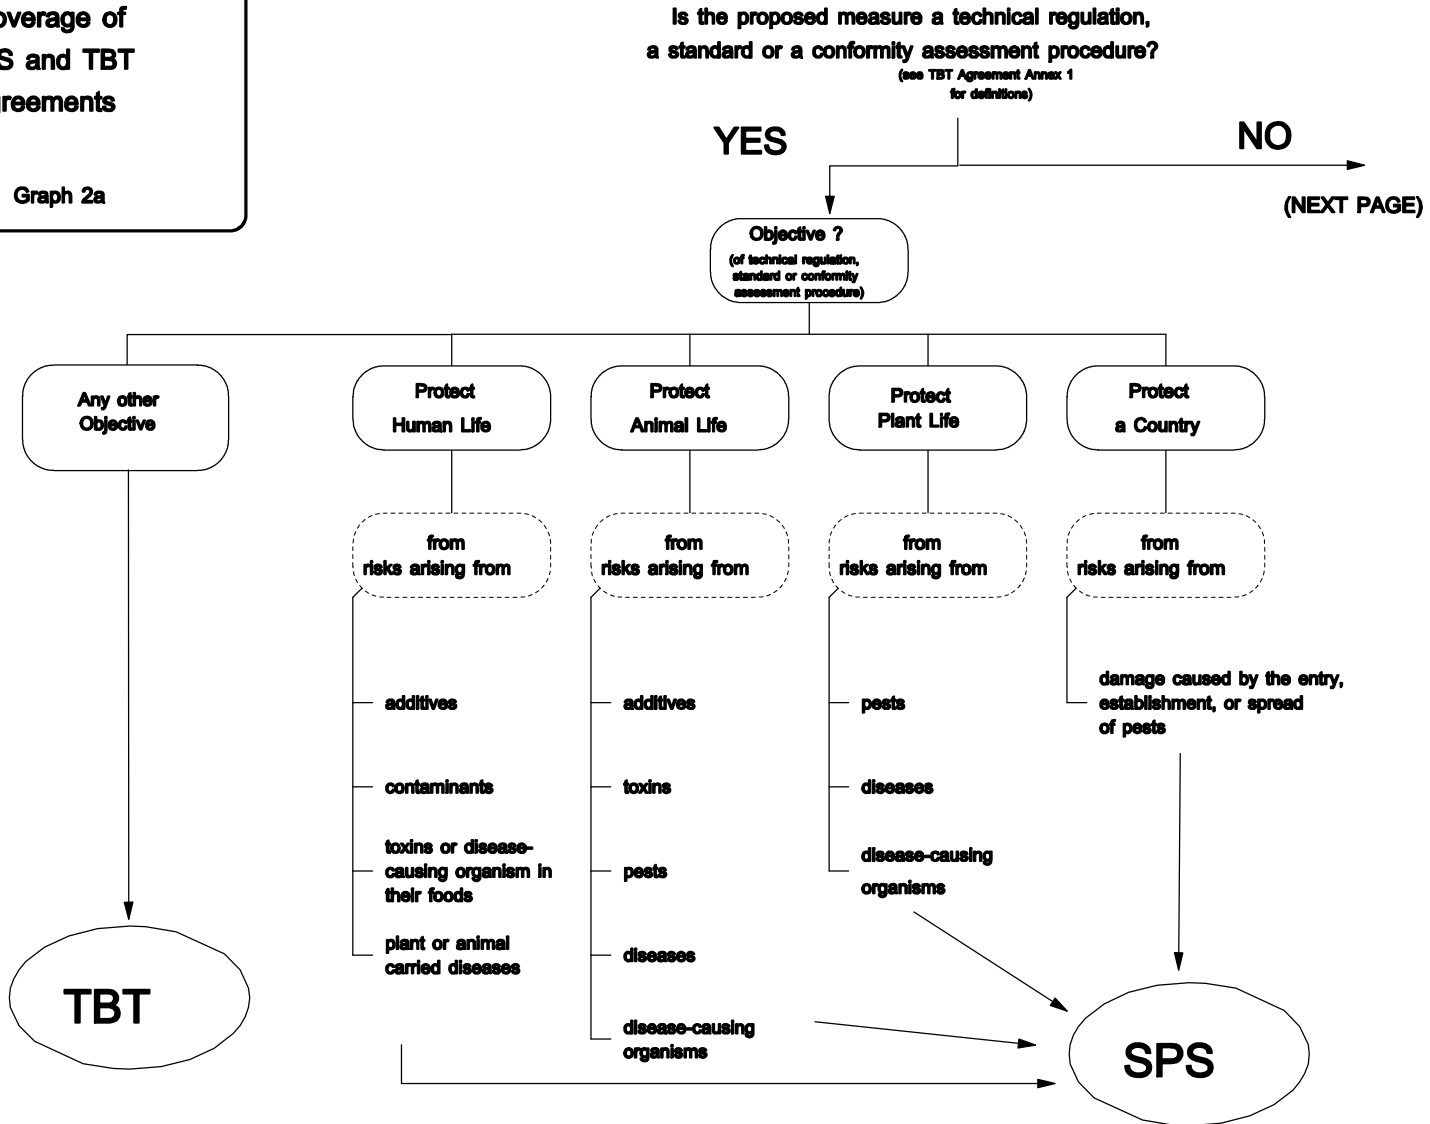 overage of
S and TBT
greements
Graph 2a
Is the proposed measure a technical regulation,
a standard or a conformity assessment procedure?
(see TBT Agreement Annex 1
for definitions)
YES
NO
(NEXT PAGE)
Objective ?
(of technical regulation,
standard or conformity
assessment procedure)
Any other
Objective
Protect
Human Life
Protect
Animal Life
Protect
Plant Life
Protect
a Country
from
risks arising from
from
risks arising from
from
risks arising from
from
risks arising from
additives
contaminants
toxins or disease-
causing organism in
their foods
plant or animal
carried diseases
additives
toxins
pests
diseases
disease-causing
organisms
pests
diseases
disease-causing
organisms
damage caused by the entry,
establishment, or spread
of pests
TBT
SPS